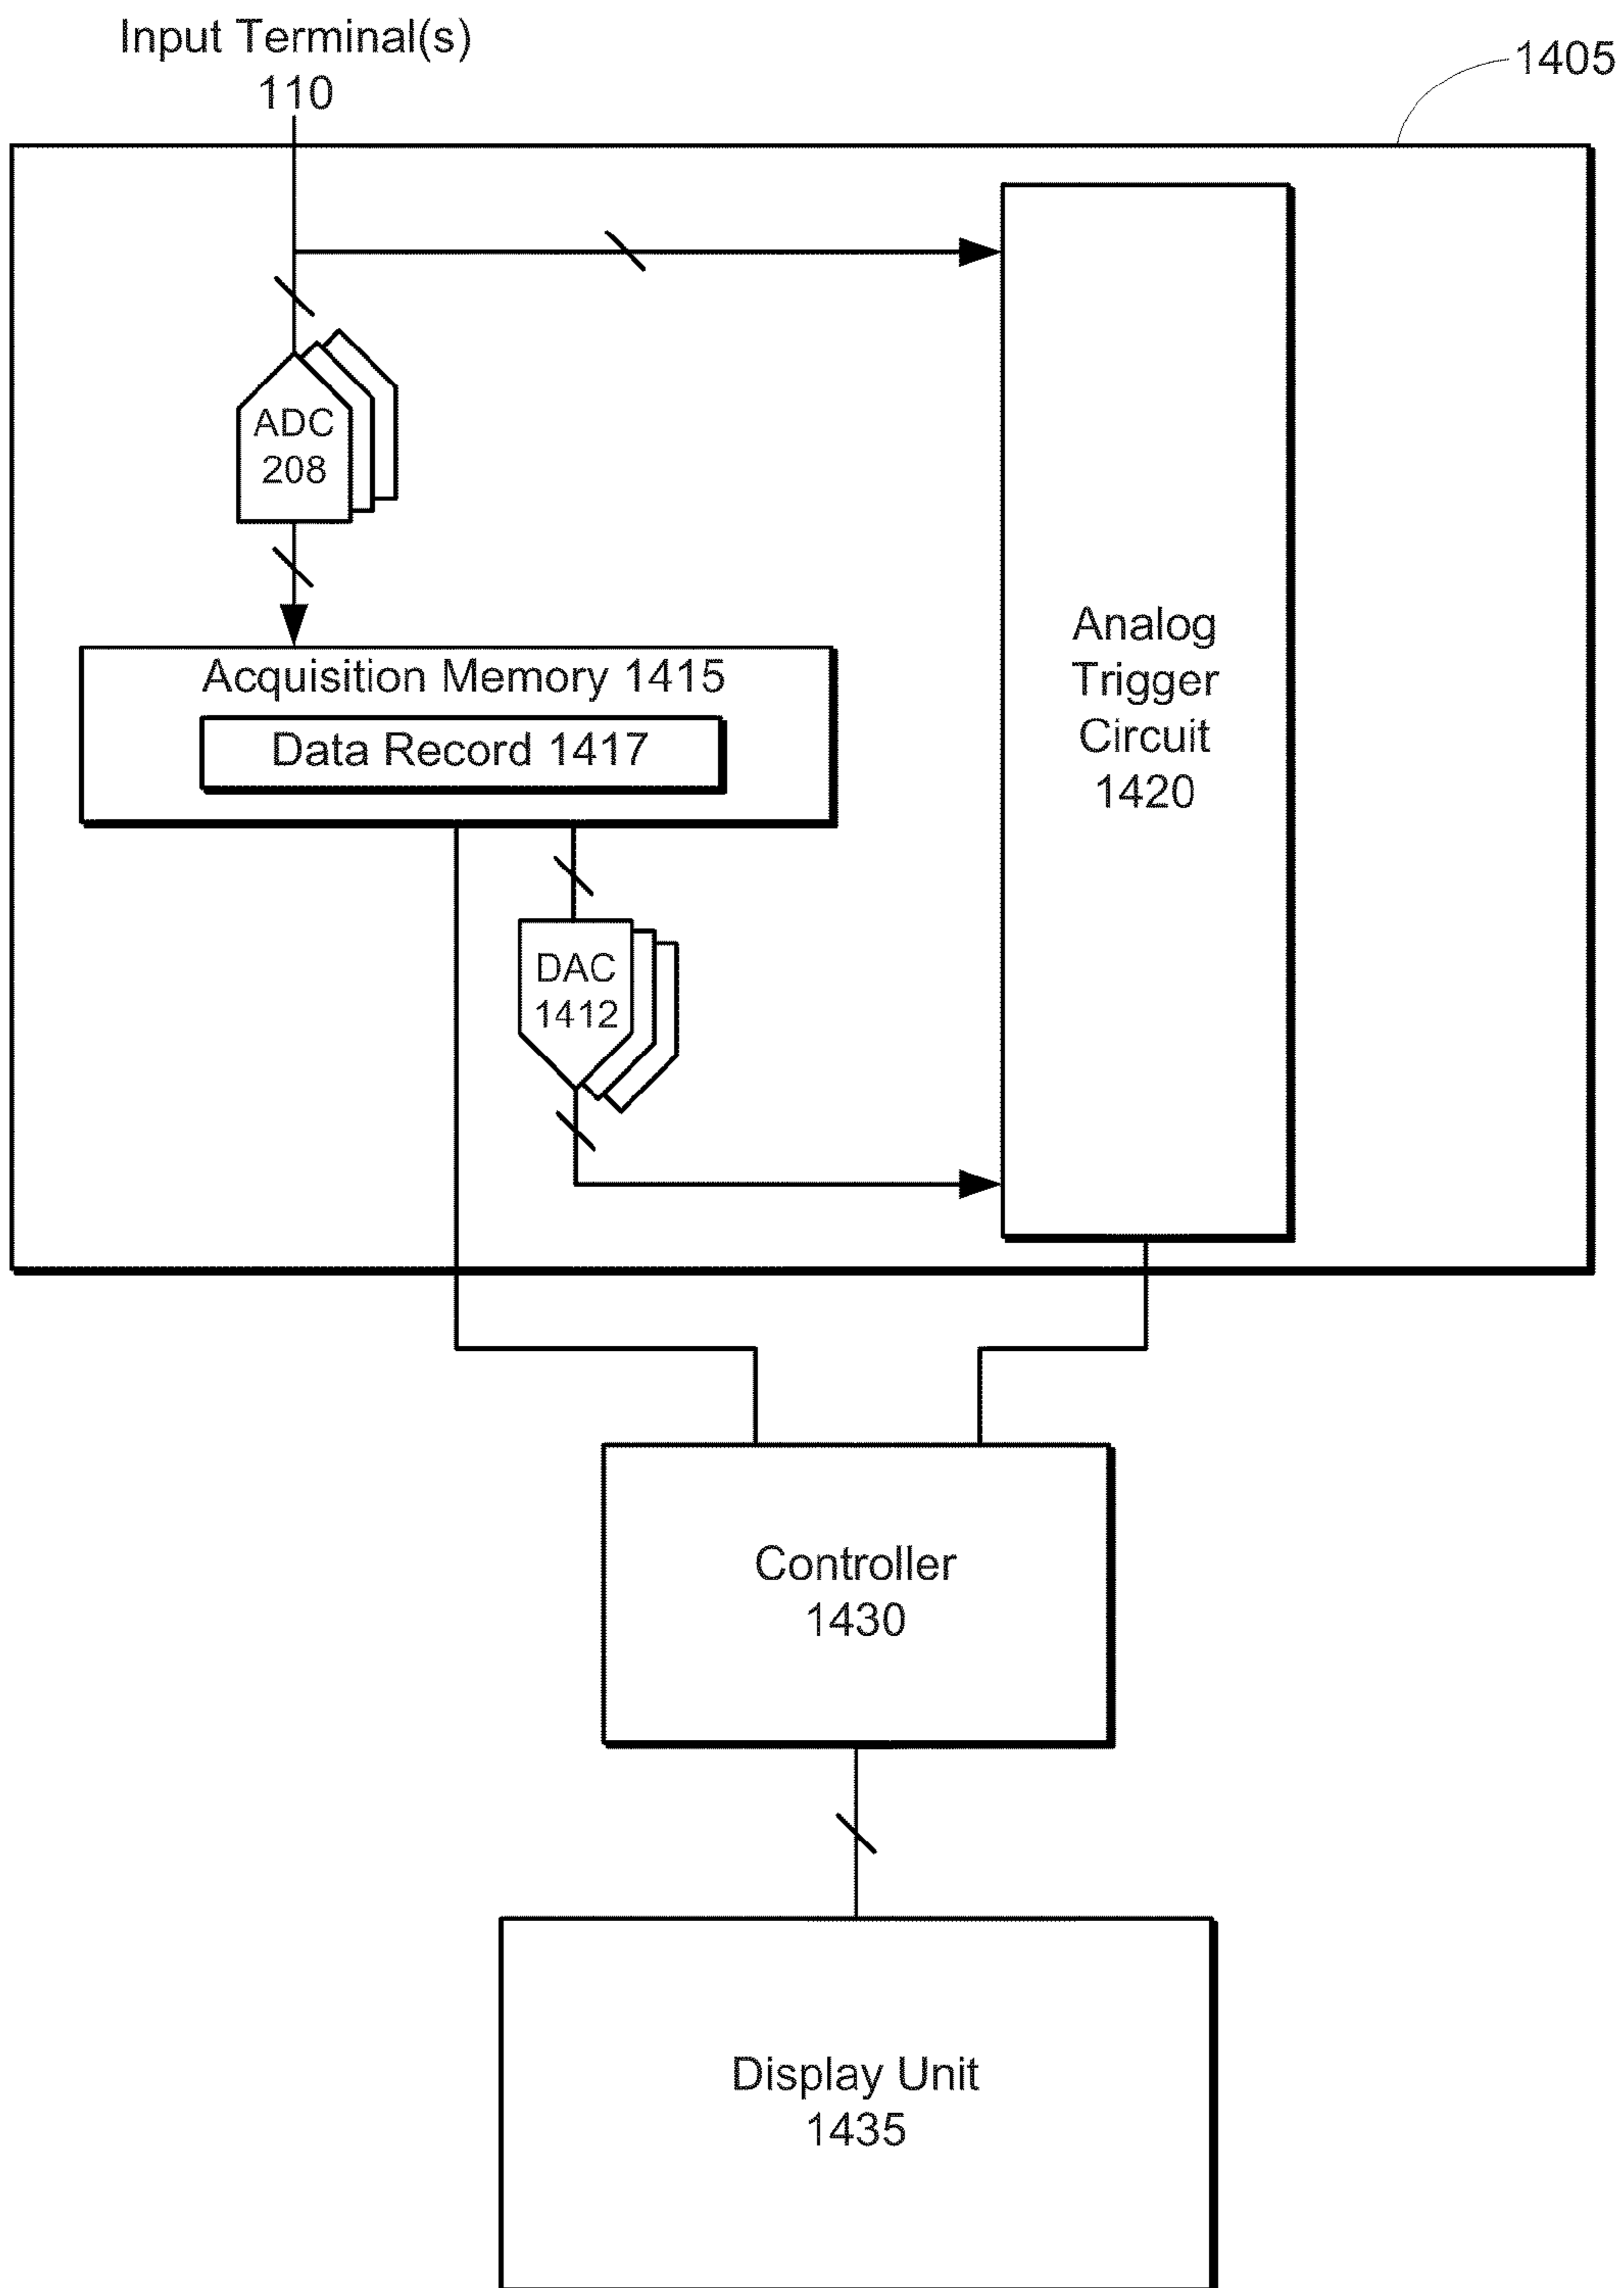 Input Terminal(s)
110
1405
ADC
208
Acquisition Memory 1415
Data Record 1417
Analog
Trigger
Circuit
1420
DAC
1412
Controller
1430
Display Unit
1435